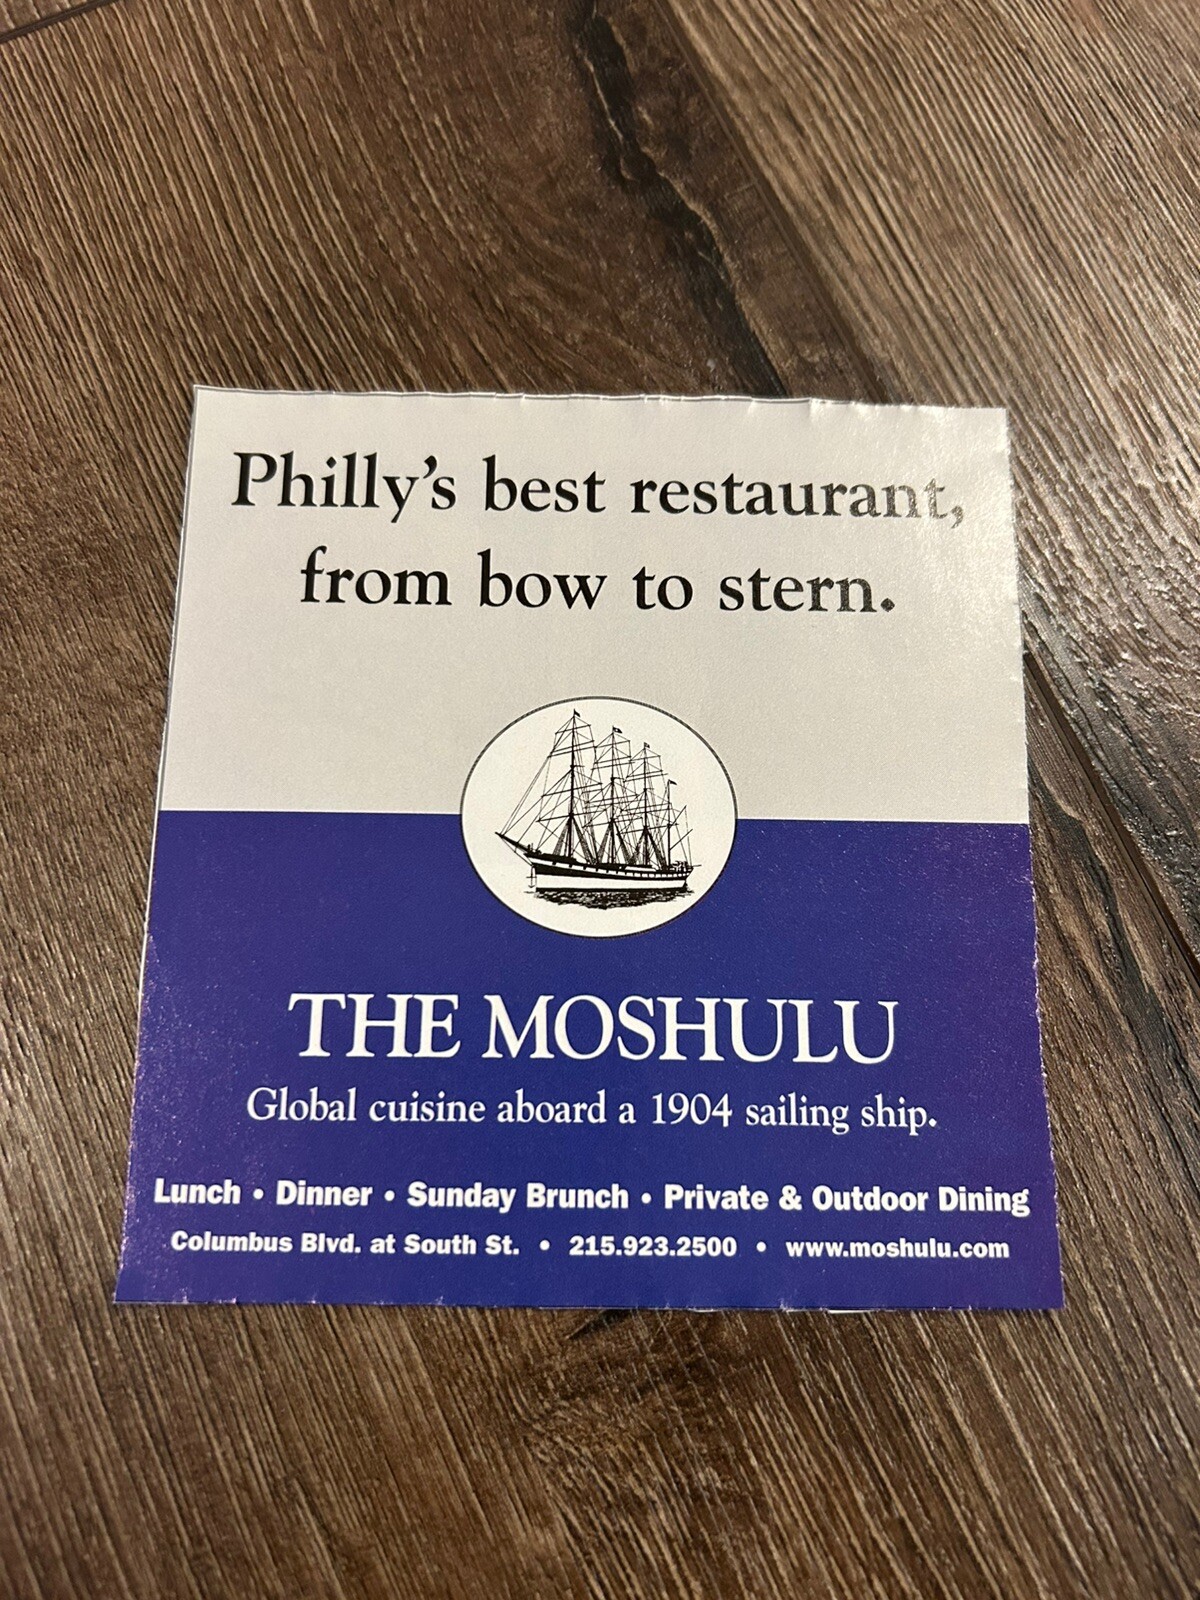 Philly's best restaurant,
from bow to stern.
THE MOSHULU
Global cuisine aboard a 1904 sailing ship.
Lunch • Dinner • Sunday Brunch • Private & Outdoor Dining
Columbus Blvd. at South St. • 215.923.2500 • www.moshulu.com